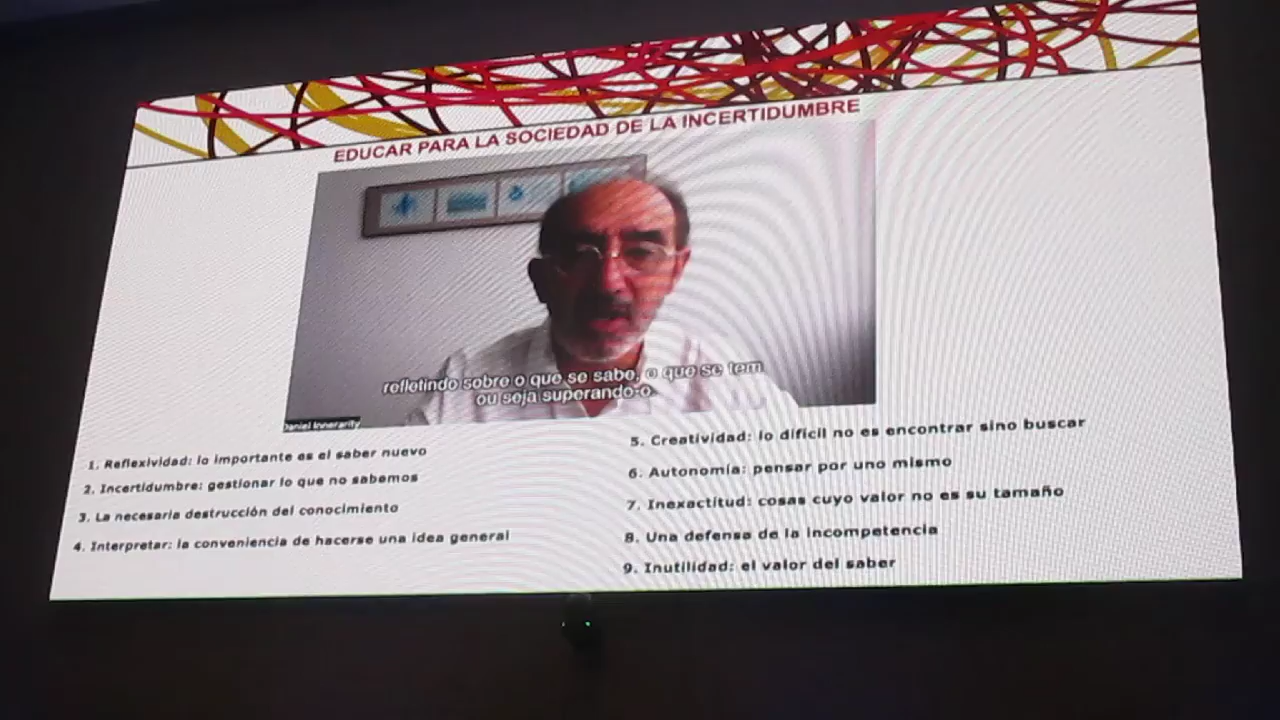 EDUCAR PARA LA SOCIEDAD DE LA INCERTIDUMBRE
refletindo sobre o que se sabe, o que se tem
ou seja superando-o.
Daniel Innerarity
1. Reflexividad: lo importante es el saber nuevo
2. Incertidumbre: gestionar lo que no sabemos
3. La necesaria destrucción del conocimiento
4. Interpretar: la conveniencia de hacerse una idea general
5. Creatividad: lo difícil no es encontrar sino buscar
6. Autonomía: pensar por uno mismo
7. Inexactitud: cosas cuyo valor no es su tamaño
8. Una defensa de la incompetencia
9. Inutilidad: el valor del saber